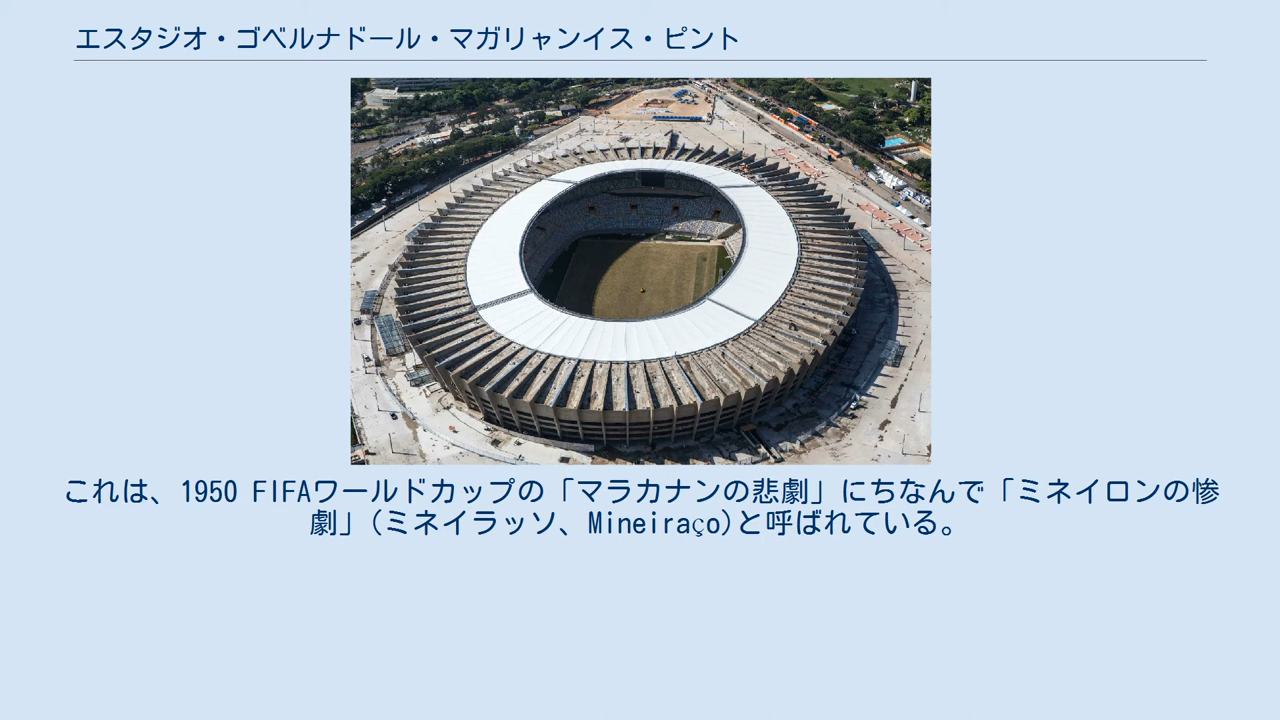 エスタジオ・ゴベルナドール・マガリャンイス・ピント
これは、1950 FIFAワールドカップの「マラカナンの悲劇」にちなんで「ミネイロンの惨
劇」(ミネイラッソ、Mineiraço)と呼ばれている。